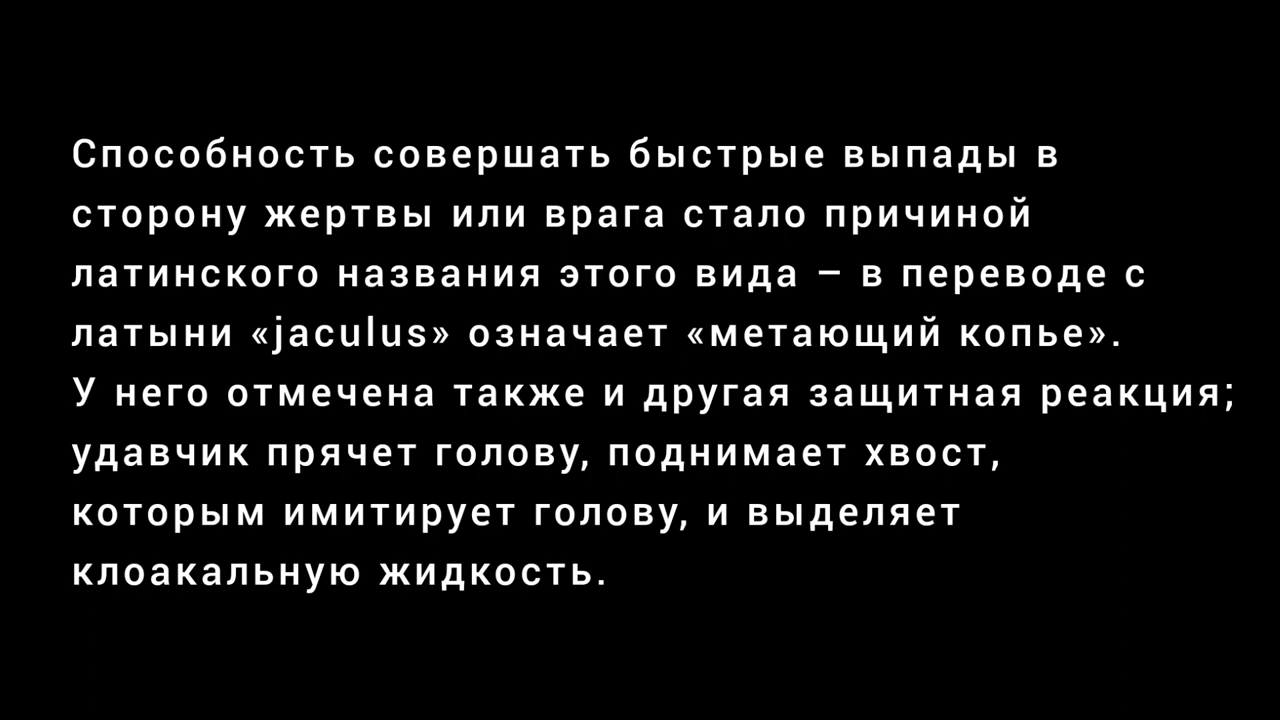 Способность совершать быстрые выпады в
сторону жертвы или врага стало причиной
латинского названия этого вида – в переводе с
латыни «jaculus» означает «метающий копье».
У него отмечена также и другая защитная реакция;
удавчик прячет голову, поднимает хвост,
которым имитирует голову, и выделяет
клоакальную жидкость.